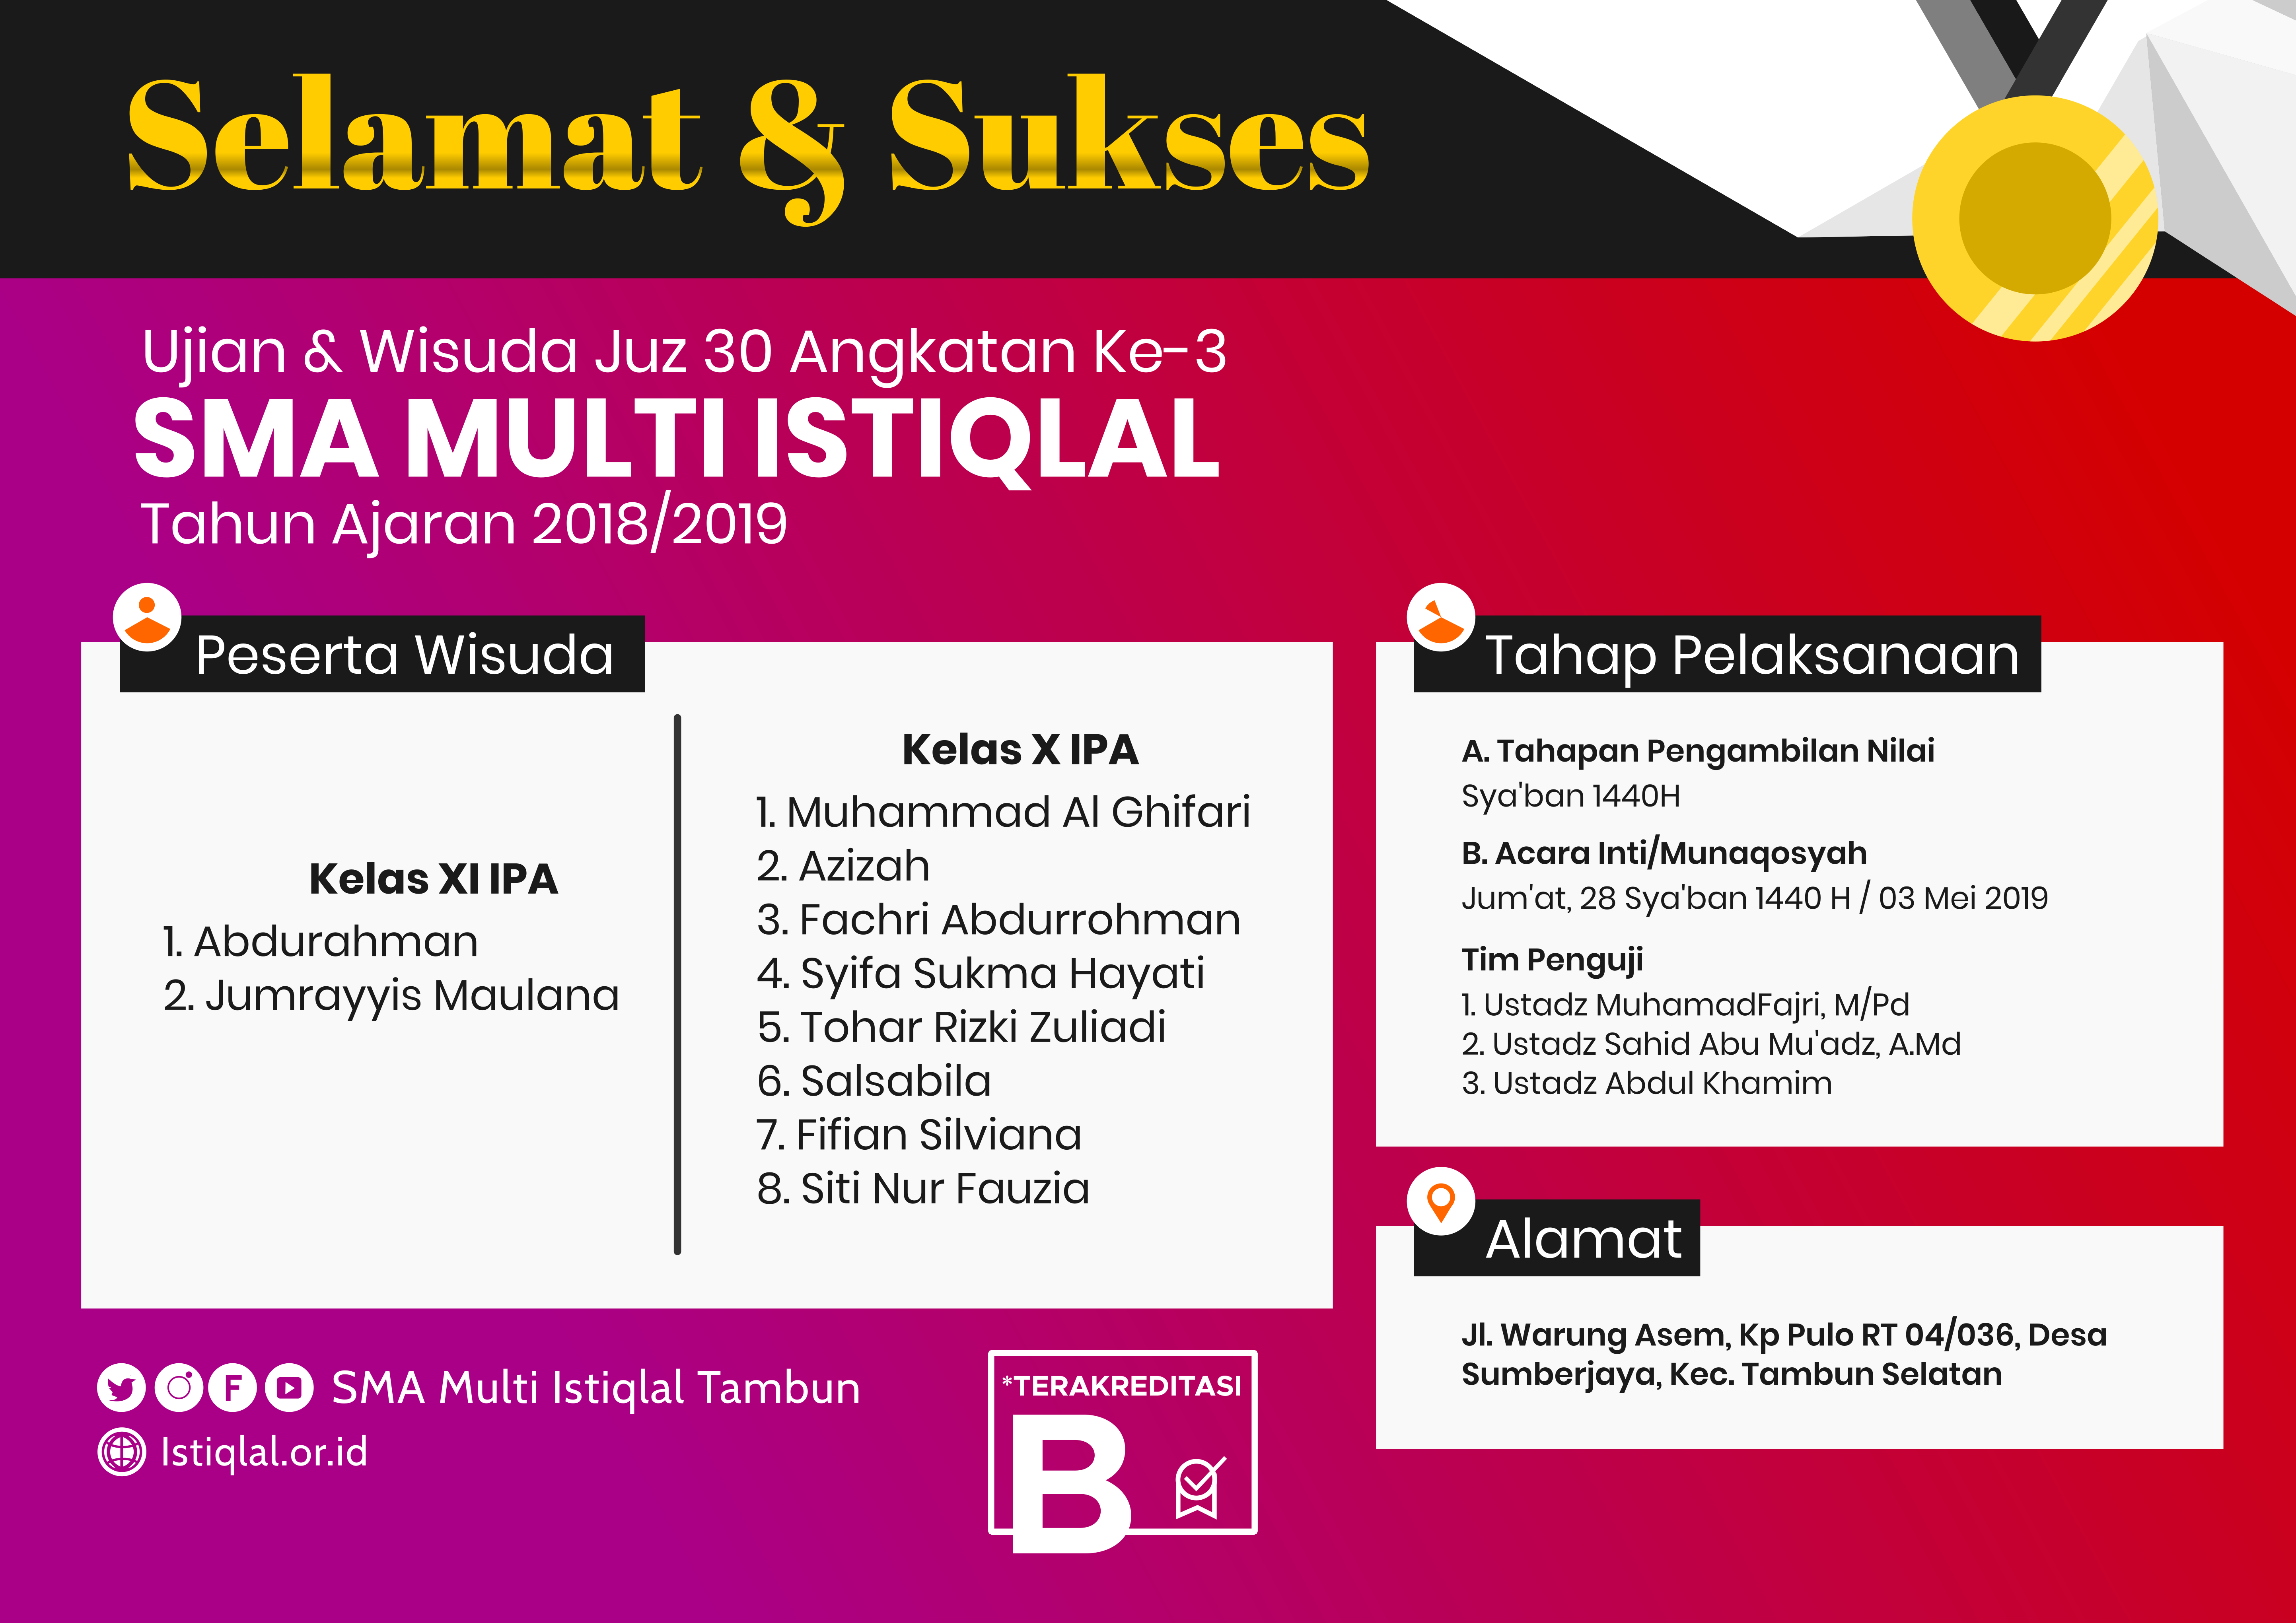 Selamat & Sukses
Ujian & Wisuda Juz 30 Angkatan Ke-3
SMA MULTI ISTIQLAL
Tahun Ajaran 2018/2019
Peserta Wisuda
Kelas XI IPA
1. Abdurahman
2. Jumrayyis Maulana
Kelas X IPA
1. Muhammad Al Ghifari
2. Azizah
3. Fachri Abdurrohman
4. Syifa Sukma Hayati
5. Tohar Rizki Zuliadi
6. Salsabila
7. Fifian Silviana
8. Siti Nur Fauzia
Tahap Pelaksanaan
A. Tahapan Pengambilan Nilai
Sya'ban 1440H
B. Acara Inti/Munaqosyah
Jum'at, 28 Sya'ban 1440 H / 03 Mei 2019
Tim Penguji
1. Ustadz MuhamadFajri, M/Pd
2. Ustadz Sahid Abu Mu'adz, A.Md
3. Ustadz Abdul Khamim
Alamat
Jl. Warung Asem, Kp Pulo RT 04/036, Desa
Sumberjaya, Kec. Tambun Selatan
F SMA Multi Istiqlal Tambun
Istiqlal.or.id
*TERAKREDITASI
B